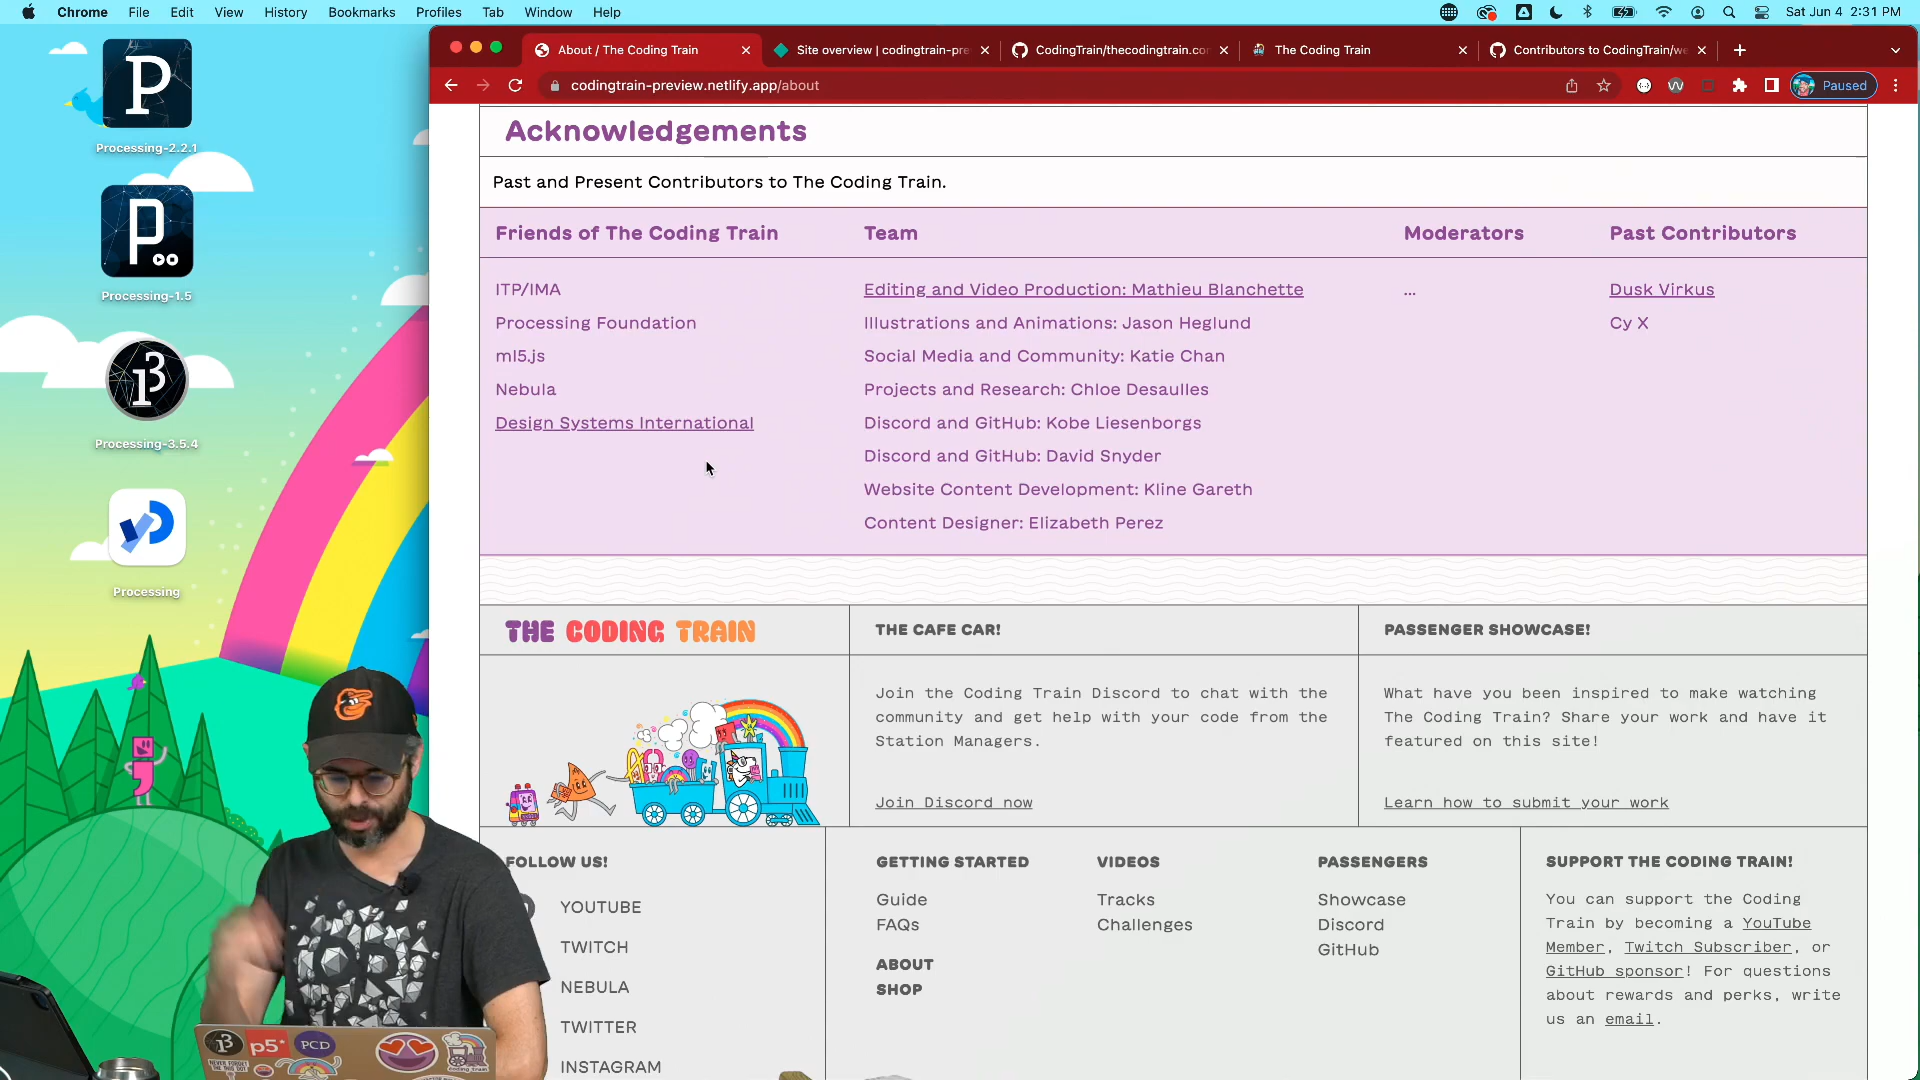 Chrome File Edit View History Bookmarks Profiles Tab Window Help
Sat Jun 4 2:31 PM
About / The Coding Train
Site overview | codingtrain-pre
CodingTrain/thecodingtrain.co
The Coding Train
Contributors to CodingTrain/we
codingtrain-preview.netlify.app/about
Paused
Processing-2.2.1
Processing-1.5
Processing-3.5.4
Processing
Acknowledgements
Past and Present Contributors to The Coding Train.
Friends of The Coding Train
ITP/IMA
Processing Foundation
ml5.js
Nebula
Design Systems International
Team
Editing and Video Production: Mathieu Blanchette
Illustrations and Animations: Jason Heglund
Social Media and Community: Katie Chan
Projects and Research: Chloe Desaulles
Discord and GitHub: Kobe Liesenborgs
Discord and GitHub: David Snyder
Website Content Development: Kline Gareth
Content Designer: Elizabeth Perez
Moderators
...
Past Contributors
Dusk Virkus
Cy X
THE CODING TRAIN
THE CAFE CAR!
Join the Coding Train Discord to chat with the
community and get help with your code from the
Station Managers.
Join Discord now
PASSENGER SHOWCASE!
What have you been inspired to make watching
The Coding Train? Share your work and have it
featured on this site!
Learn how to submit your work
FOLLOW US!
YOUTUBE
TWITCH
NEBULA
TWITTER
INSTAGRAM
GETTING STARTED
Guide
FAQs
ABOUT
SHOP
VIDEOS
Tracks
Challenges
PASSENGERS
Showcase
Discord
GitHub
SUPPORT THE CODING TRAIN!
You can support the Coding
Train by becoming a YouTube
Member, Twitch Subscriber, or
GitHub sponsor! For questions
about rewards and perks, write
us an email.
p5*
PCD